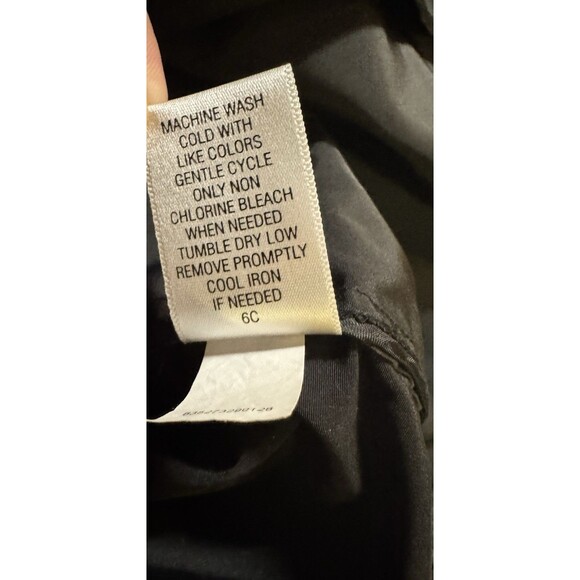 MACHINE WASH
COLD WITH
LIKE COLORS
GENTLE CYCLE
ONLY NON
CHLORINE BLEACH
WHEN NEEDED
TUMBLE DRY LOW
REMOVE PROMPTLY
COOL IRON
IF NEEDED
6C